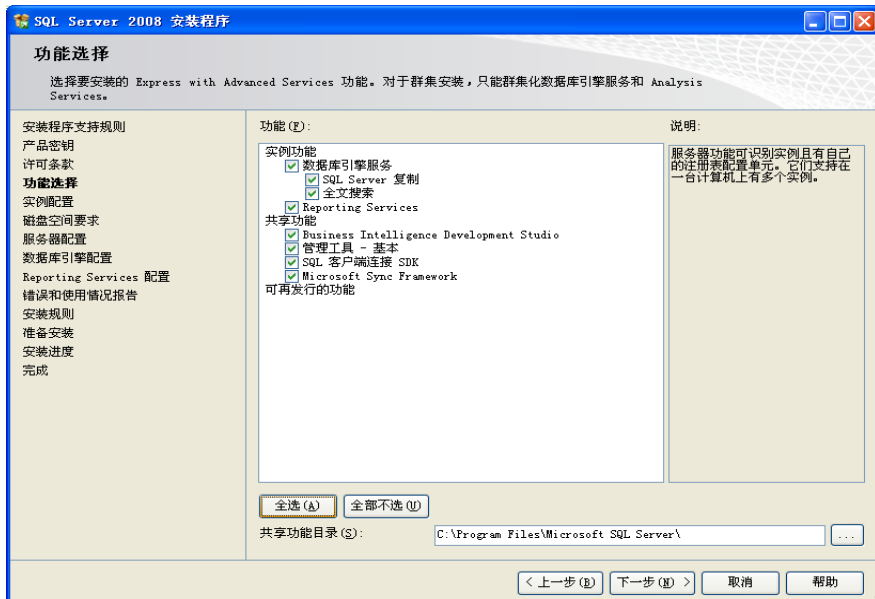 SQL Server 2008 安装程序
功能选择
选择要安装的 Express with Advanced Services 功能。对于群集安装，只能群集化数据库引擎服务和 Analysis
Services。
安装程序支持规则
产品密钥
许可条款
功能选择
实例配置
磁盘空间要求
服务器配置
数据库引擎配置
Reporting Services 配置
错误和使用情况报告
安装规则
准备安装
安装进度
完成
功能(F):
实例功能
数据库引擎服务
SQL Server 复制
全文搜索
Reporting Services
共享功能
Business Intelligence Development Studio
管理工具 - 基本
SQL 客户端连接 SDK
Microsoft Sync Framework
可再发行的功能
说明:
服务器功能可识别实例且有自己
的注册表配置单元。它们支持在
一台计算机上有多个实例。
全选(A)
全部不选(U)
共享功能目录(S):
C:\Program Files\Microsoft SQL Server\
...
< 上一步(B)
下一步(N) >
取消
帮助